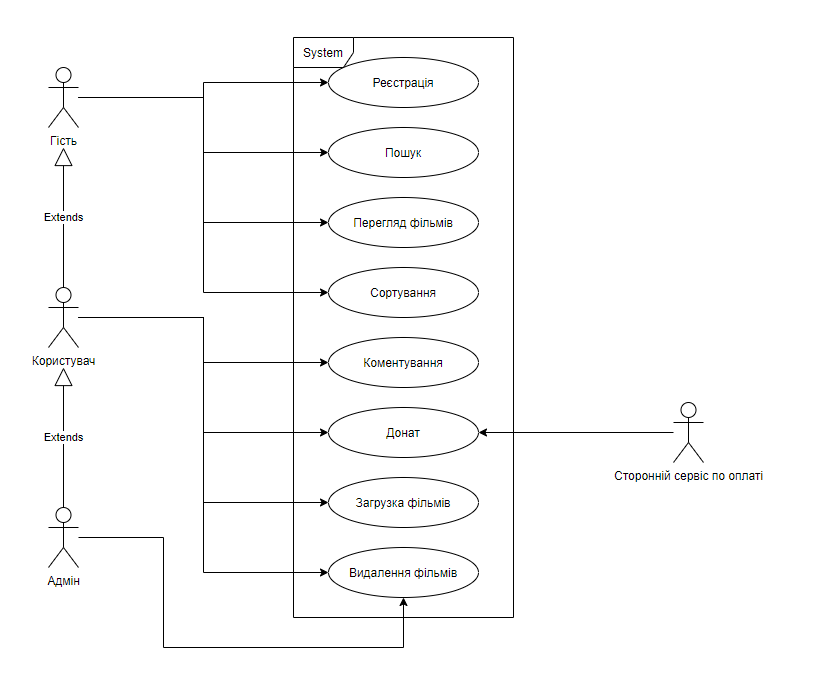 System
Реєстрація
Гість
Пошук
Extends
Перегляд фільмів
Сортування
Користувач
Коментування
Extends
Донат
Сторонній сервіс по оплаті
Загрузка фільмів
Адмін
Видалення фільмів